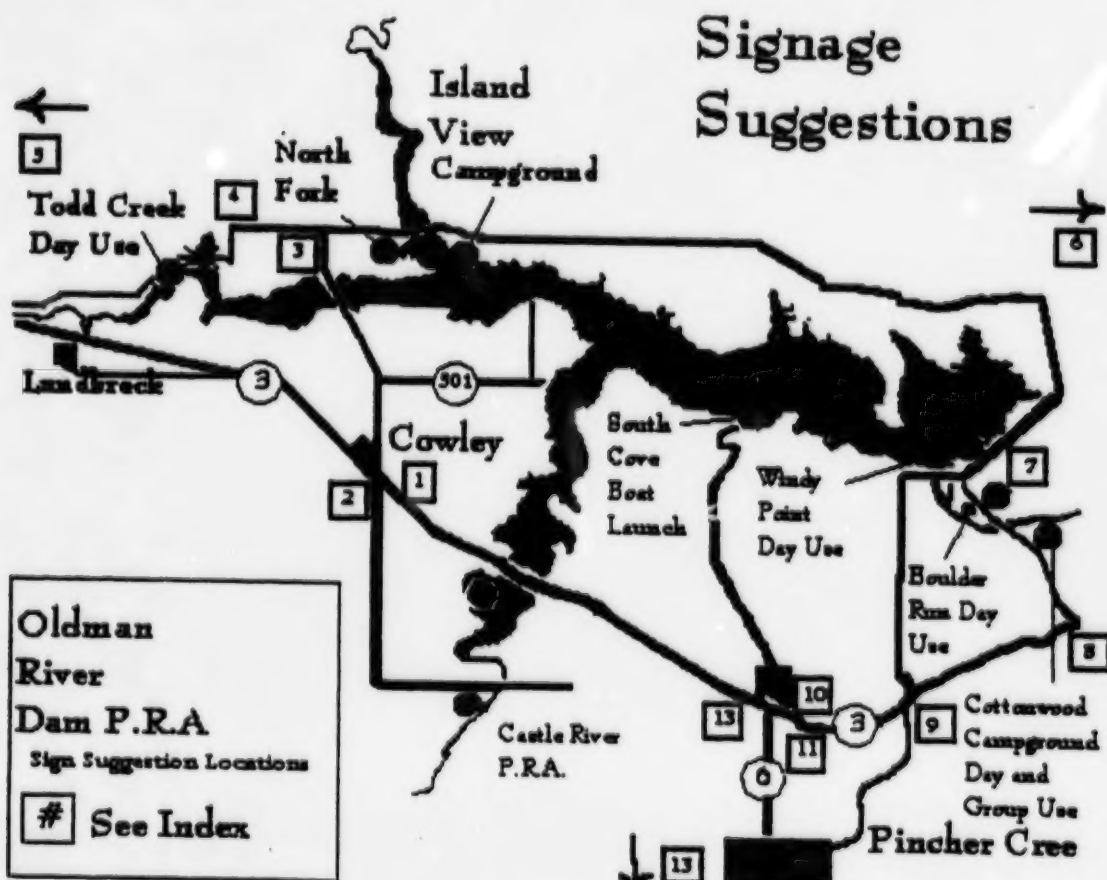 Signage
Suggestions
Island
View
Campground
North
Fork
5
4
Todd Creek
Day Use
3
6
Lundbreck
3
501
Cowley
1
2
South
Cove
Boat
Launch
Windy
Point
Day Use
7
Boulder
Run Day
Use
8
Oldman
River
Dam P.R.A
Sign Suggestion Locations
# See Index
Castle River
P.R.A.
13
10
11
3
9
Cottonwood
Campground
Day and
Group Use
6
Pincher Cree
13